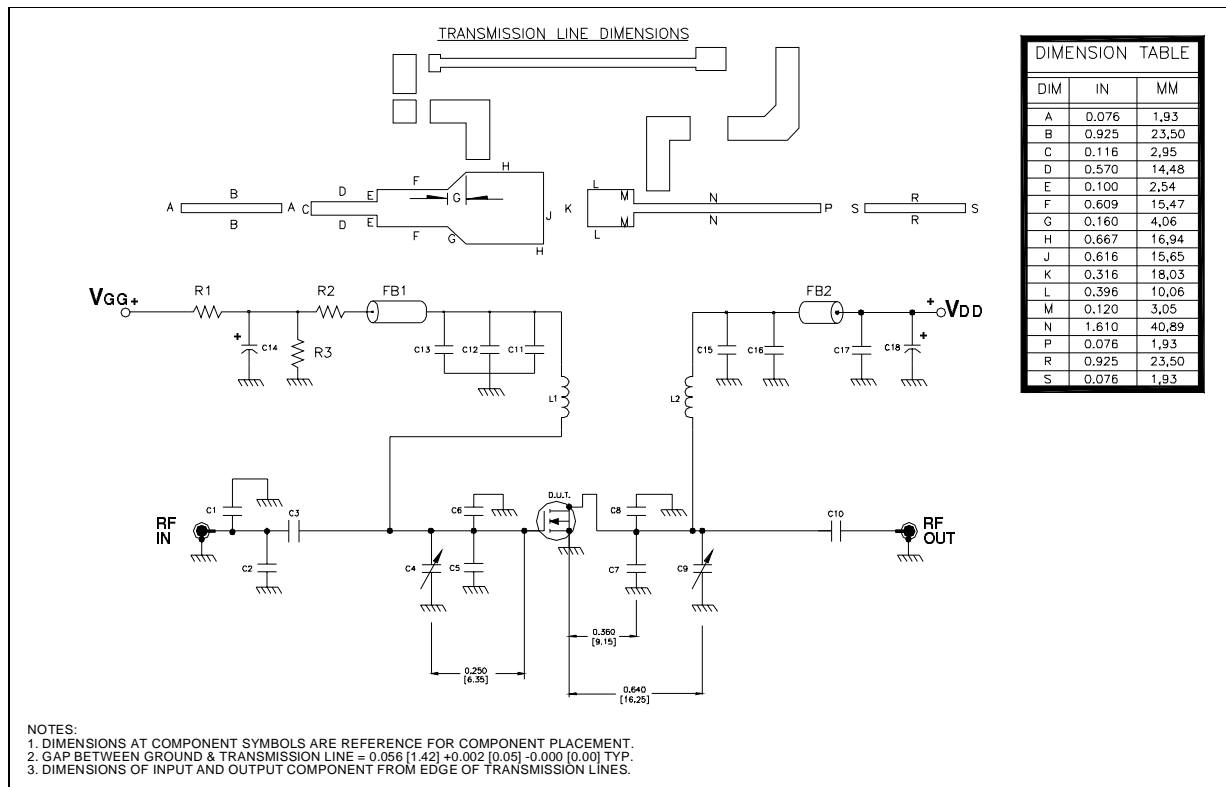 TRANSMISSION LINE DIMENSIONS
DIMENSION TABLE
DIM IN MM
A 0.076 1,93
B 0.925 23,50
C 0.116 2,95
D 0.570 14,48
E 0.100 2,54
F 0.609 15,47
G 0.160 4,06
H 0.667 16,94
J 0.616 15,65
K 0.316 18,03
L 0.396 10,06
M 0.120 3,05
N 1.610 40,89
P 0.076 1,93
R 0.925 23,50
S 0.076 1,93
H
B D F L N R
E M
A A C G J K P S S
E M
B D F G L N R
H
VGG+ R1 R2 FB1 FB2 + VDD
+ C14 R3 C13 C12 C11 C15 C16 C17 + C18
L1 L2
D.U.T.
C1 C3 C6 C8 C10
RF IN
RF OUT
C2 C4 C5 C7 C9
0.360
[9.15]
0.250
[6.35]
0.640
[16.25]
NOTES:
1. DIMENSIONS AT COMPONENT SYMBOLS ARE REFERENCE FOR COMPONENT PLACEMENT.
2. GAP BETWEEN GROUND & TRANSMISSION LINE = 0.056 [1.42] +0.002 [0.05] -0.000 [0.00] TYP.
3. DIMENSIONS OF INPUT AND OUTPUT COMPONENT FROM EDGE OF TRANSMISSION LINES.